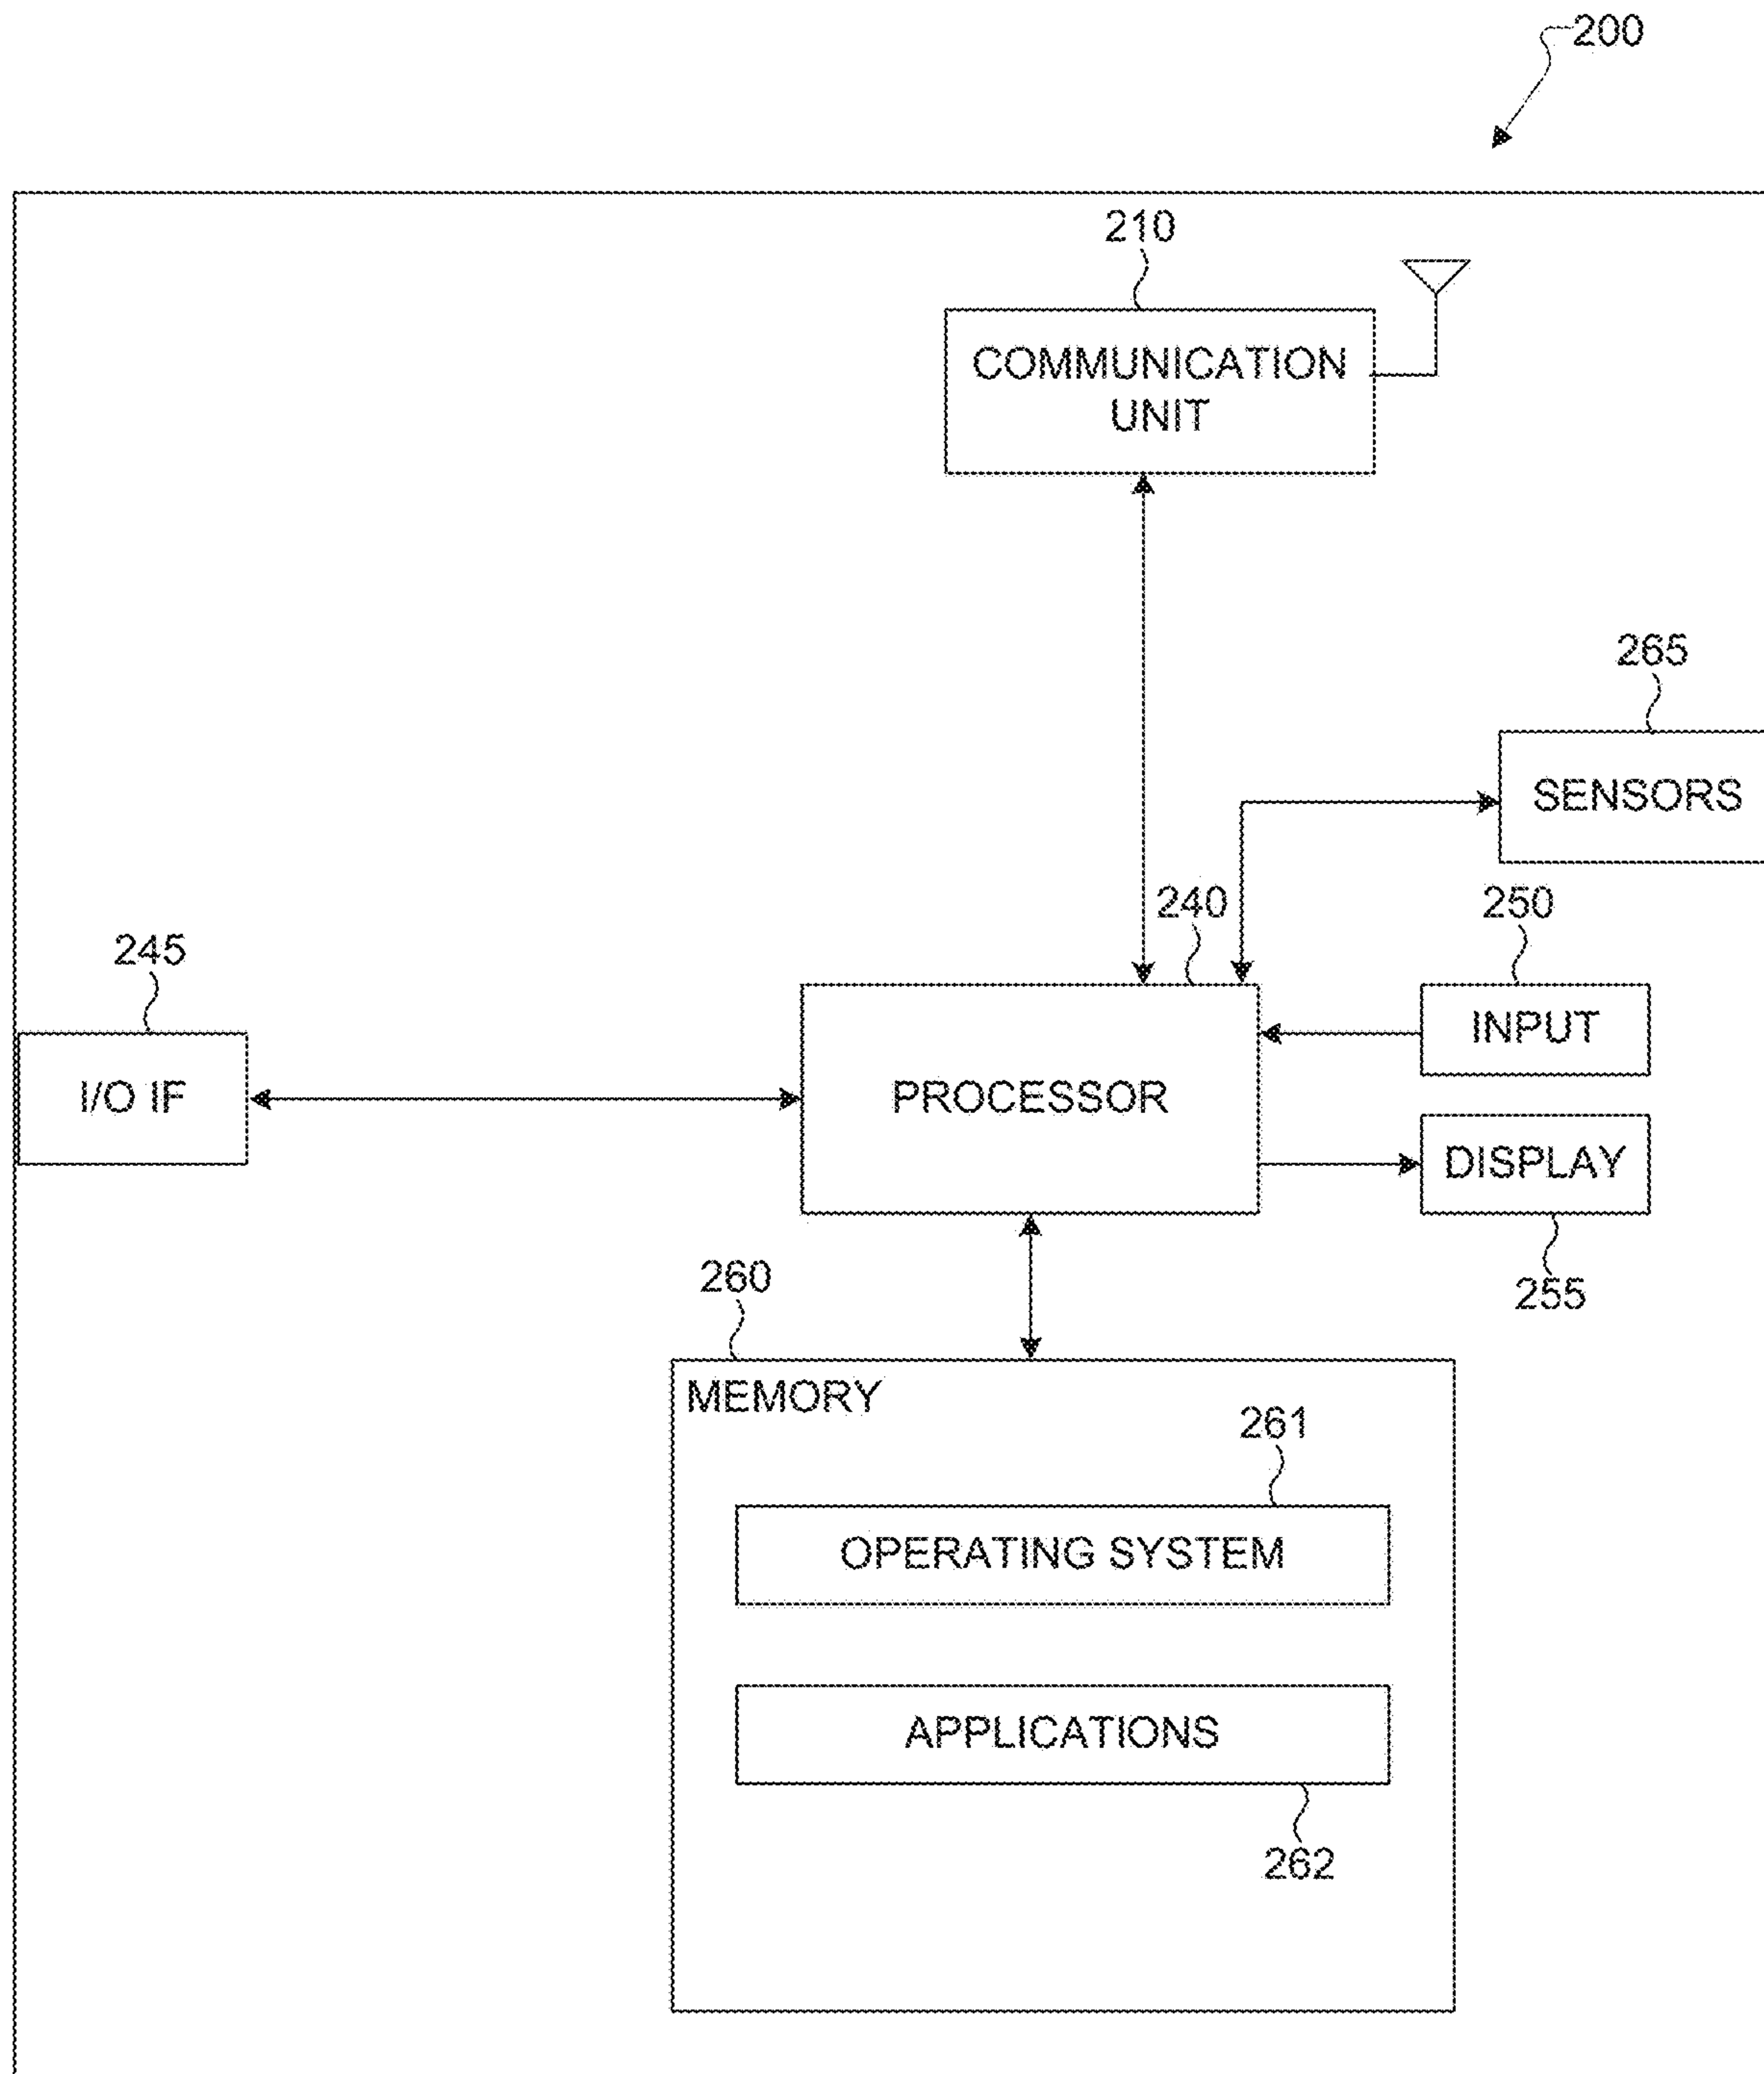 200
210
COMMUNICATION
UNIT
265
SENSORS
240
250
245
INPUT
I/O IF
PROCESSOR
DISPLAY
260
255
MEMORY
261
OPERATING SYSTEM
APPLICATIONS
262